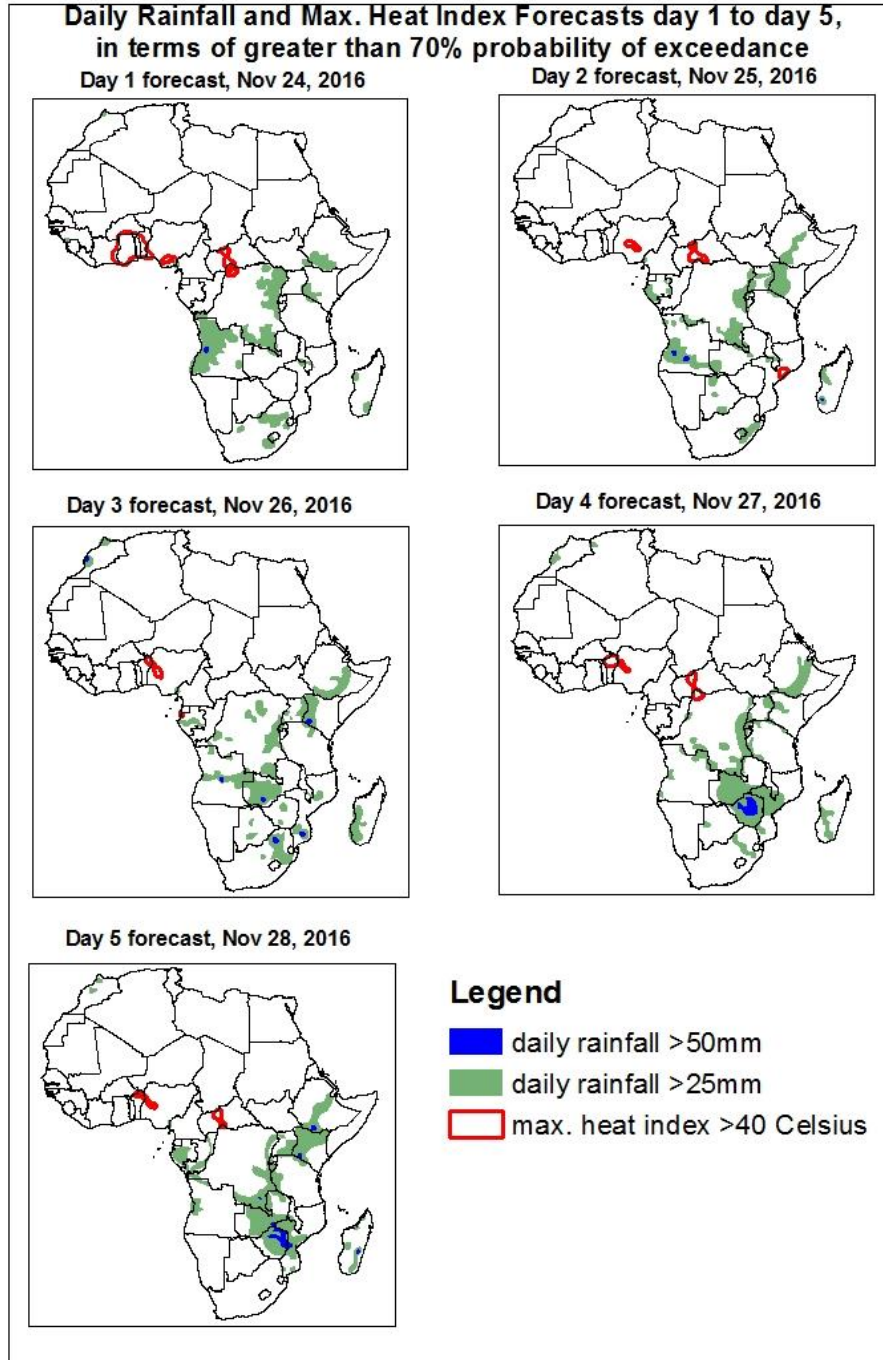 Daily Rainfall and Max. Heat Index Forecasts day 1 to day 5,
in terms of greater than 70% probability of exceedance
Day 1 forecast, Nov 24, 2016
Day 2 forecast, Nov 25, 2016
Day 3 forecast, Nov 26, 2016
Day 4 forecast, Nov 27, 2016
Day 5 forecast, Nov 28, 2016
Legend
daily rainfall >50mm
daily rainfall >25mm
max. heat index >40 Celsius